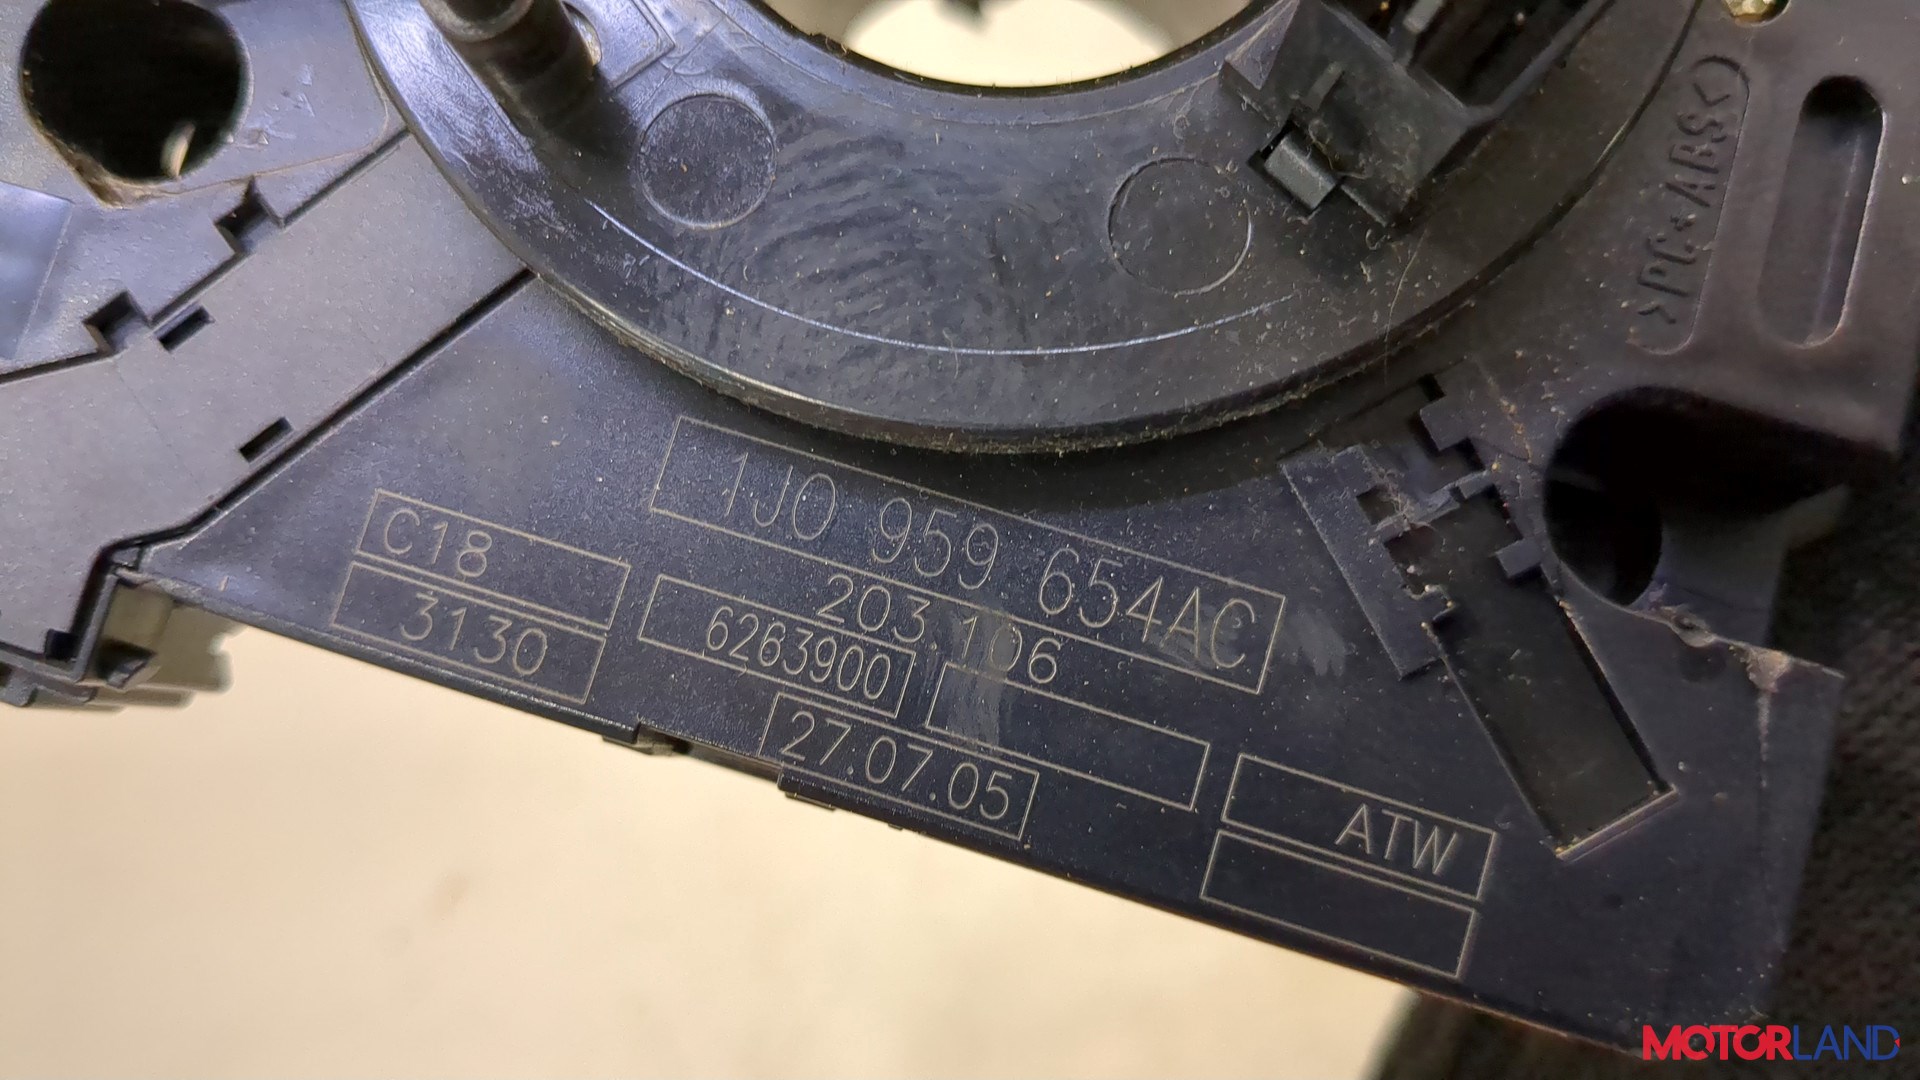 >PC+ABS<
1J0 959 654AC
C18
203 106
3130
6263900
27.07.05
ATW
MOTORLAND